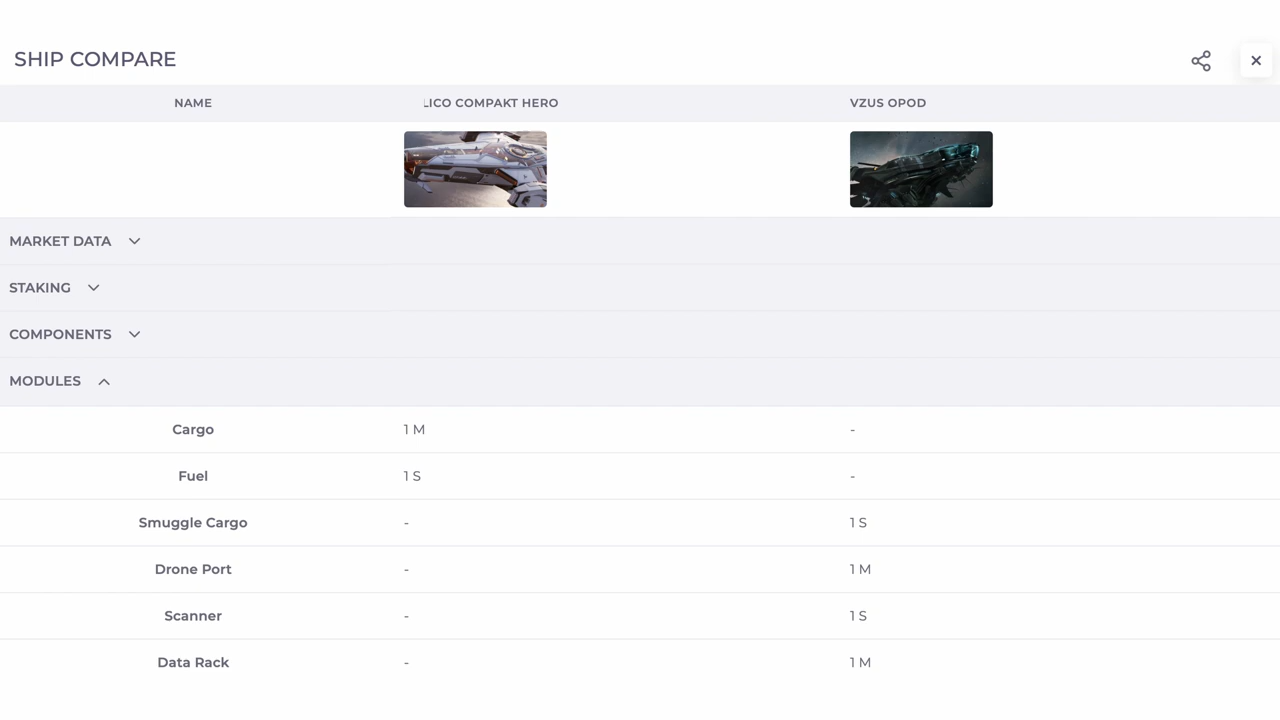 SHIP COMPARE
NAME LICO COMPAKT HERO VZUS OPOD
MARKET DATA
STAKING
COMPONENTS
MODULES
Cargo 1 M -
Fuel 1 S -
Smuggle Cargo - 1 S
Drone Port - 1 M
Scanner - 1 S
Data Rack - 1 M